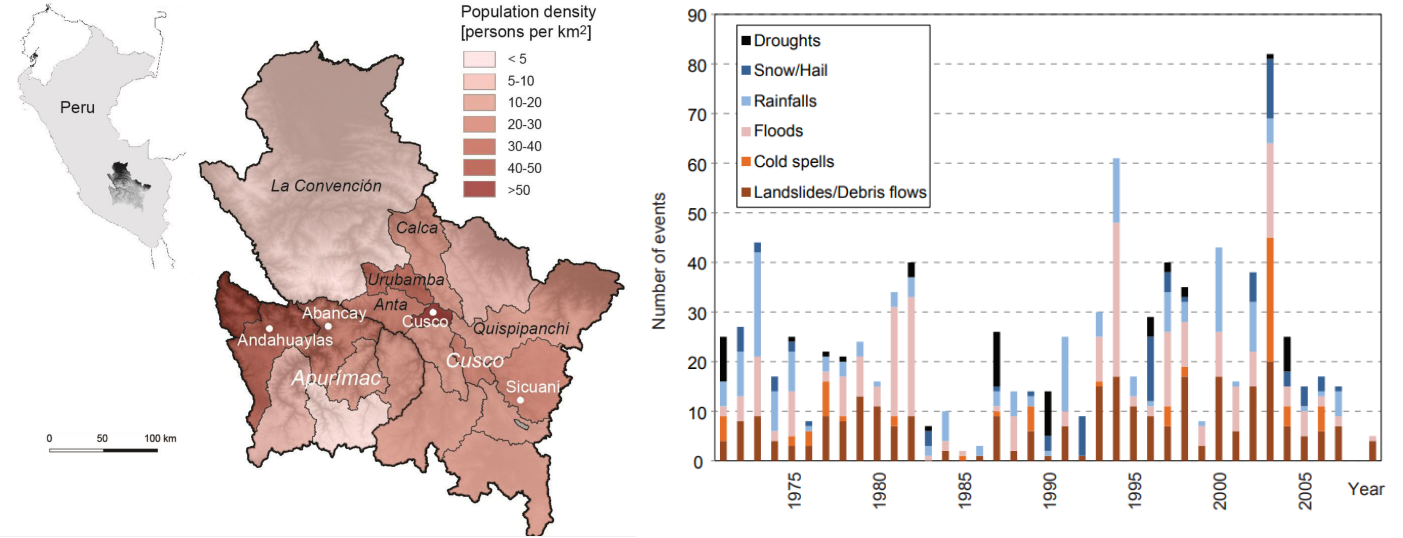 Peru
Population density
[persons per km2]
< 5
5-10
10-20
20-30
30-40
40-50
>50
La Convención
Calca
Urubamba
Anta
Abancay
Cusco
Quispipanchi
Andahuaylas
Cusco
Apurímac
Sicuani
0 50 100 km
Number of events
90
80
70
60
50
40
30
20
10
0
Droughts
Snow/Hail
Rainfalls
Floods
Cold spells
Landslides/Debris flows
1975
1980
1985
1990
1995
2000
2005
Year